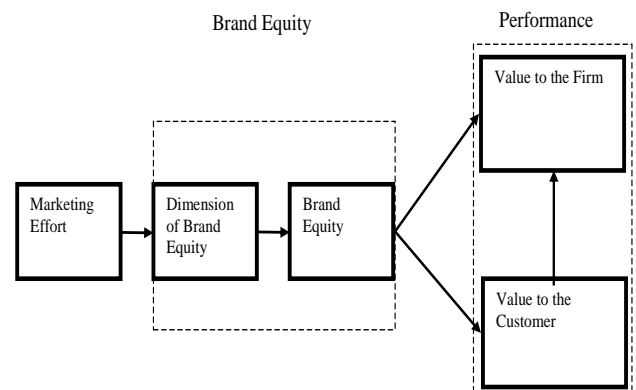 Brand Equity
Performance
Value to the Firm
Marketing
Effort
Dimension
of Brand
Equity
Brand
Equity
Value to the
Customer